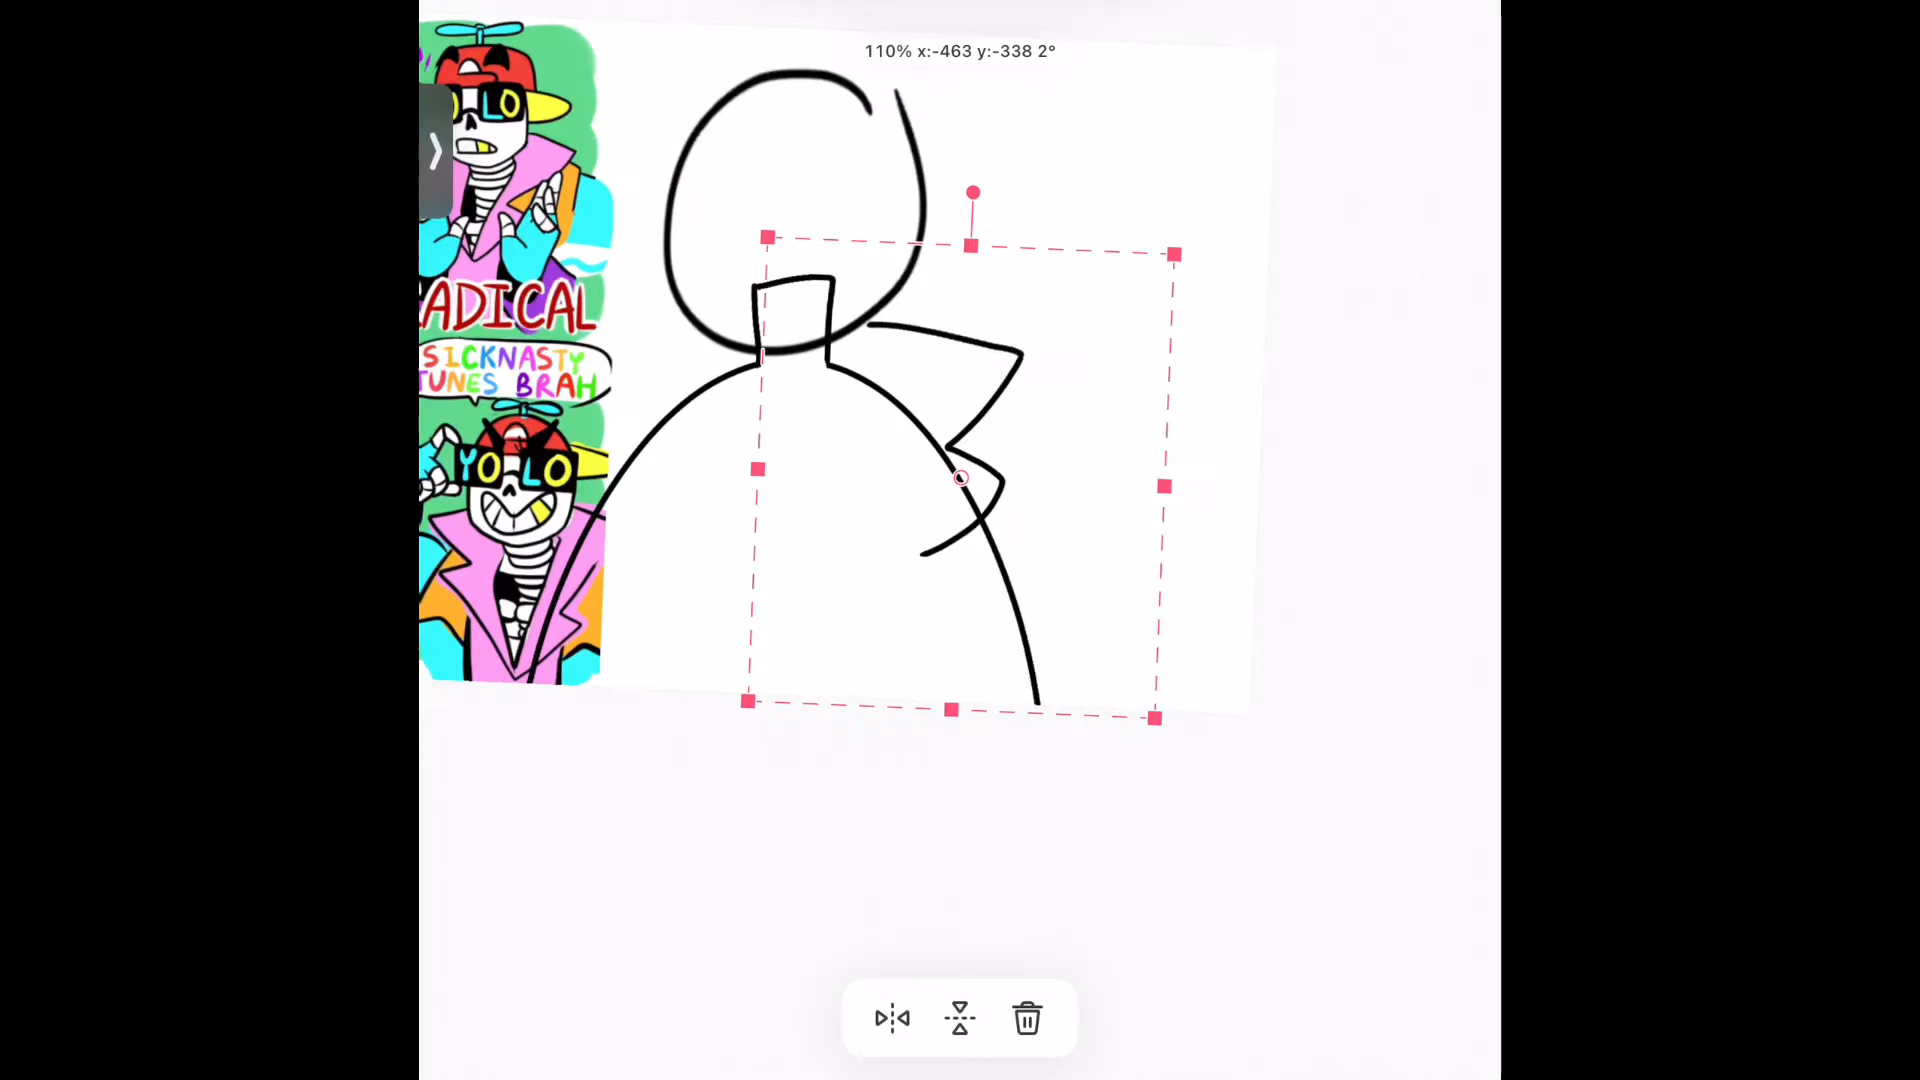 110% x:-463 y:-338 2°
LO
ADICAL
SICKNASTY
TUNES BRAH
YOLO